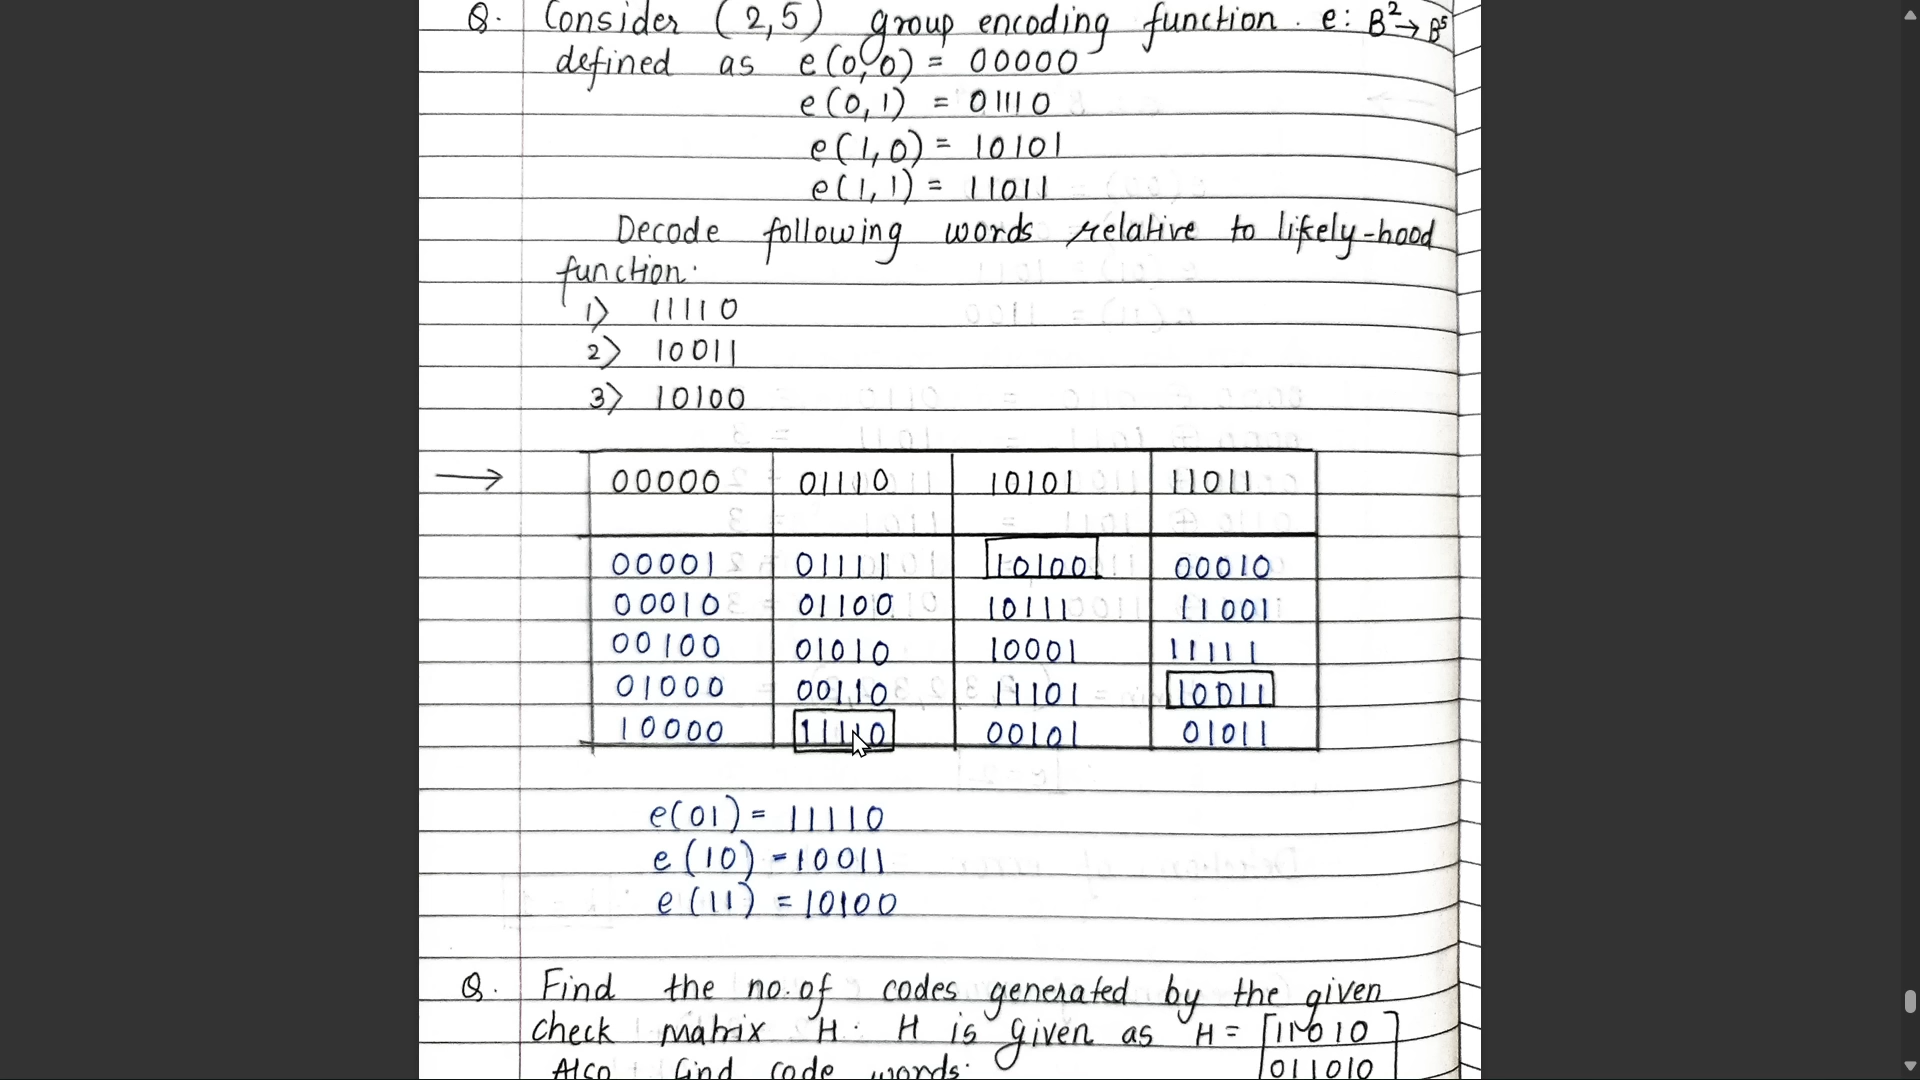 Q. Consider (2,5) group encoding function. e: B² → B⁵
defined as e(0,0) = 00000
e(0,1) = 01110
e(1,0) = 10101
e(1,1) = 11011
Decode following words relative to likely-hood
function.
1) 11110
2) 10011
3) 10100
→ 00000 01110 10101 11011
00001 01111 10100 00010
00010 01100 10111 11001
00100 01010 10001 11111
01000 00110 11101 10011
10000 11110 00101 01011
e(01) = 11110
e(10) = 10011
e(11) = 10100
Q. Find the no. of codes generated by the given
check matrix H. H is given as H = [11010]
Also find code words. 011010